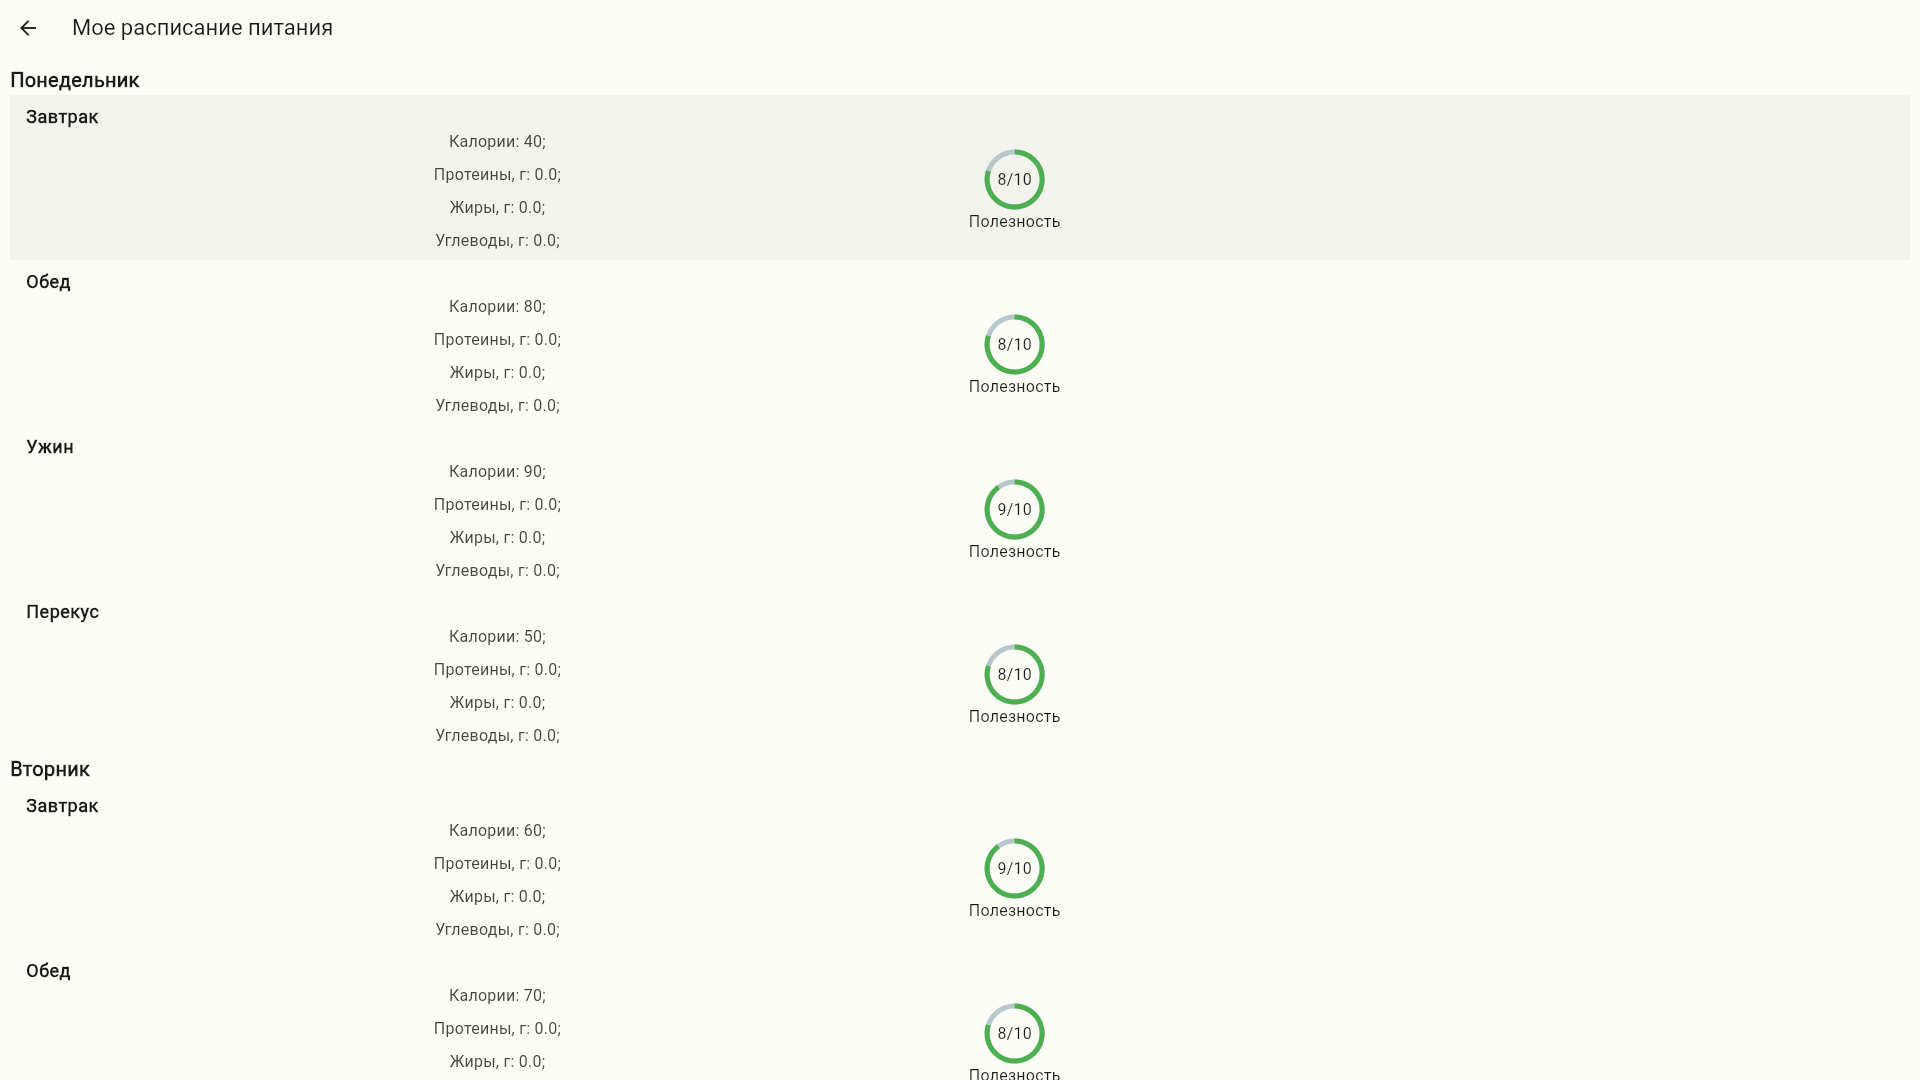 Мое расписание питания
Понедельник
Завтрак
Калории: 40;
Протеины, г: 0.0;
Жиры, г: 0.0;
Углеводы, г: 0.0;
8/10
Полезность
Обед
Калории: 80;
Протеины, г: 0.0;
Жиры, г: 0.0;
Углеводы, г: 0.0;
8/10
Полезность
Ужин
Калории: 90;
Протеины, г: 0.0;
Жиры, г: 0.0;
Углеводы, г: 0.0;
9/10
Полезность
Перекус
Калории: 50;
Протеины, г: 0.0;
Жиры, г: 0.0;
Углеводы, г: 0.0;
8/10
Полезность
Вторник
Завтрак
Калории: 60;
Протеины, г: 0.0;
Жиры, г: 0.0;
Углеводы, г: 0.0;
9/10
Полезность
Обед
Калории: 70;
Протеины, г: 0.0;
Жиры, г: 0.0;
8/10
Полезность